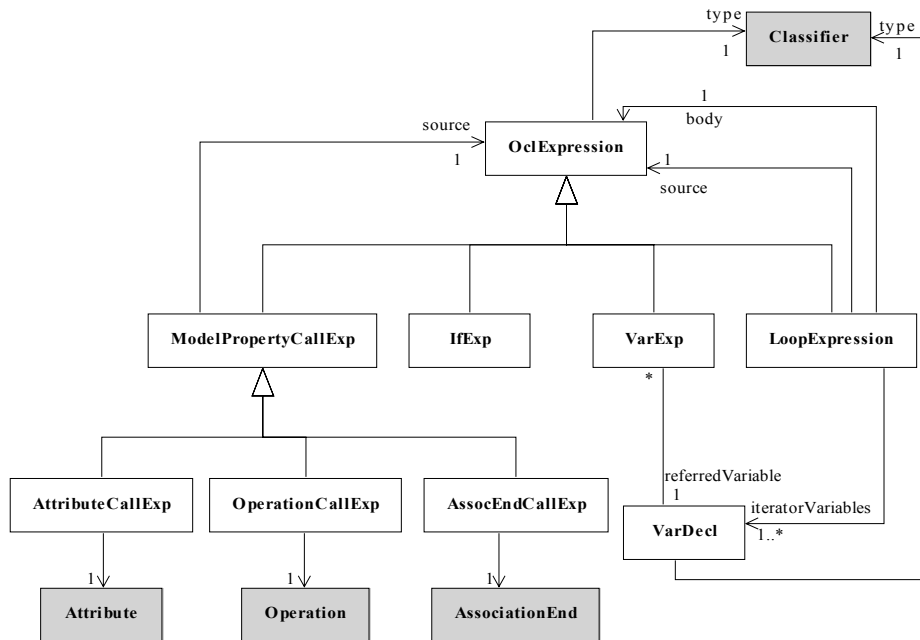 type
Classifier
type
1
1
1
body
source
OclExpression
1
1
source
ModelPropertyCallExp
IfExp
VarExp
LoopExpression
*
referredVariable
AttributeCallExp
OperationCallExp
AssocEndCallExp
1
iteratorVariables
VarDecl
1..*
1
1
1
Attribute
Operation
AssociationEnd